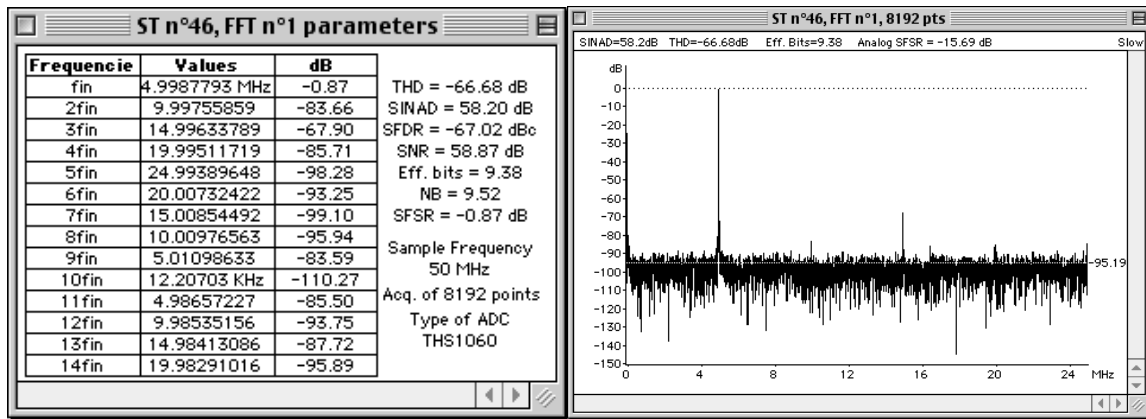 ST n°46, FFT n°1 parameters
Frequencie Values dB
fin 4.9987793 MHz -0.87
2fin 9.99755859 -83.66
3fin 14.99633789 -67.90
4fin 19.99511719 -85.71
5fin 24.99389648 -98.28
6fin 20.00732422 -93.25
7fin 15.00854492 -99.10
8fin 10.00976563 -95.94
9fin 5.01098633 -83.59
10fin 12.20703 KHz -110.27
11fin 4.98657227 -85.50
12fin 9.98535156 -93.75
13fin 14.98413086 -87.72
14fin 19.98291016 -95.89
THD = -66.68 dB
SINAD = 58.20 dB
SFDR = -67.02 dBc
SNR = 58.87 dB
Eff. bits = 9.38
NB = 9.52
SFSR = -0.87 dB
Sample Frequency
50 MHz
Acq. of 8192 points
Type of ADC
THS1060
ST n°46, FFT n°1, 8192 pts
SINAD=58.2dB THD=-66.68dB Eff. Bits=9.38 Analog SFSR = -15.69 dB Slow
dB
0
-10
-20
-30
-40
-50
-60
-70
-80
-90
-100
-110
-120
-130
-140
-150
-95.19
0 4 8 12 16 20 24 MHz